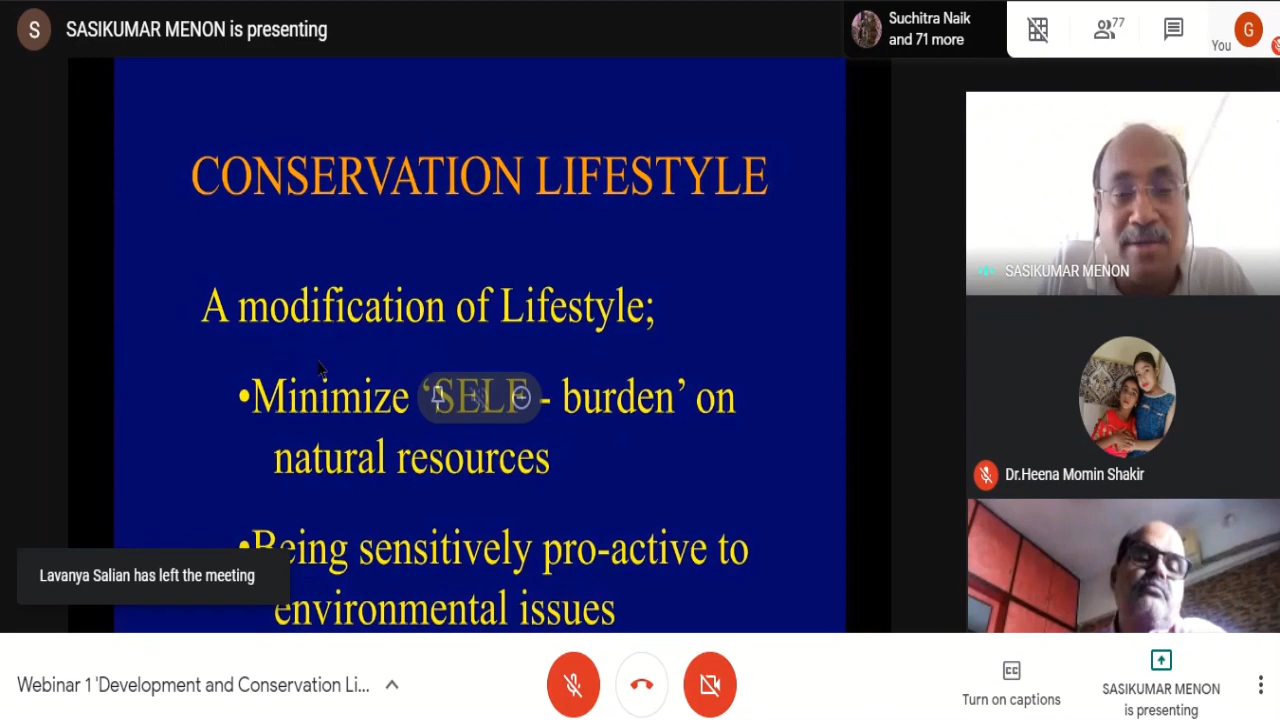 S
SASIKUMAR MENON is presenting
Suchitra Naik
and 71 more
77
You
G
CONSERVATION LIFESTYLE
A modification of Lifestyle;
•Minimize ‘SELF - burden’ on
natural resources
•Being sensitively pro-active to
environmental issues
SASIKUMAR MENON
Dr.Heena Momin Shakir
Lavanya Salian has left the meeting
Webinar 1 'Development and Conservation Li...
CC
Turn on captions
SASIKUMAR MENON
is presenting